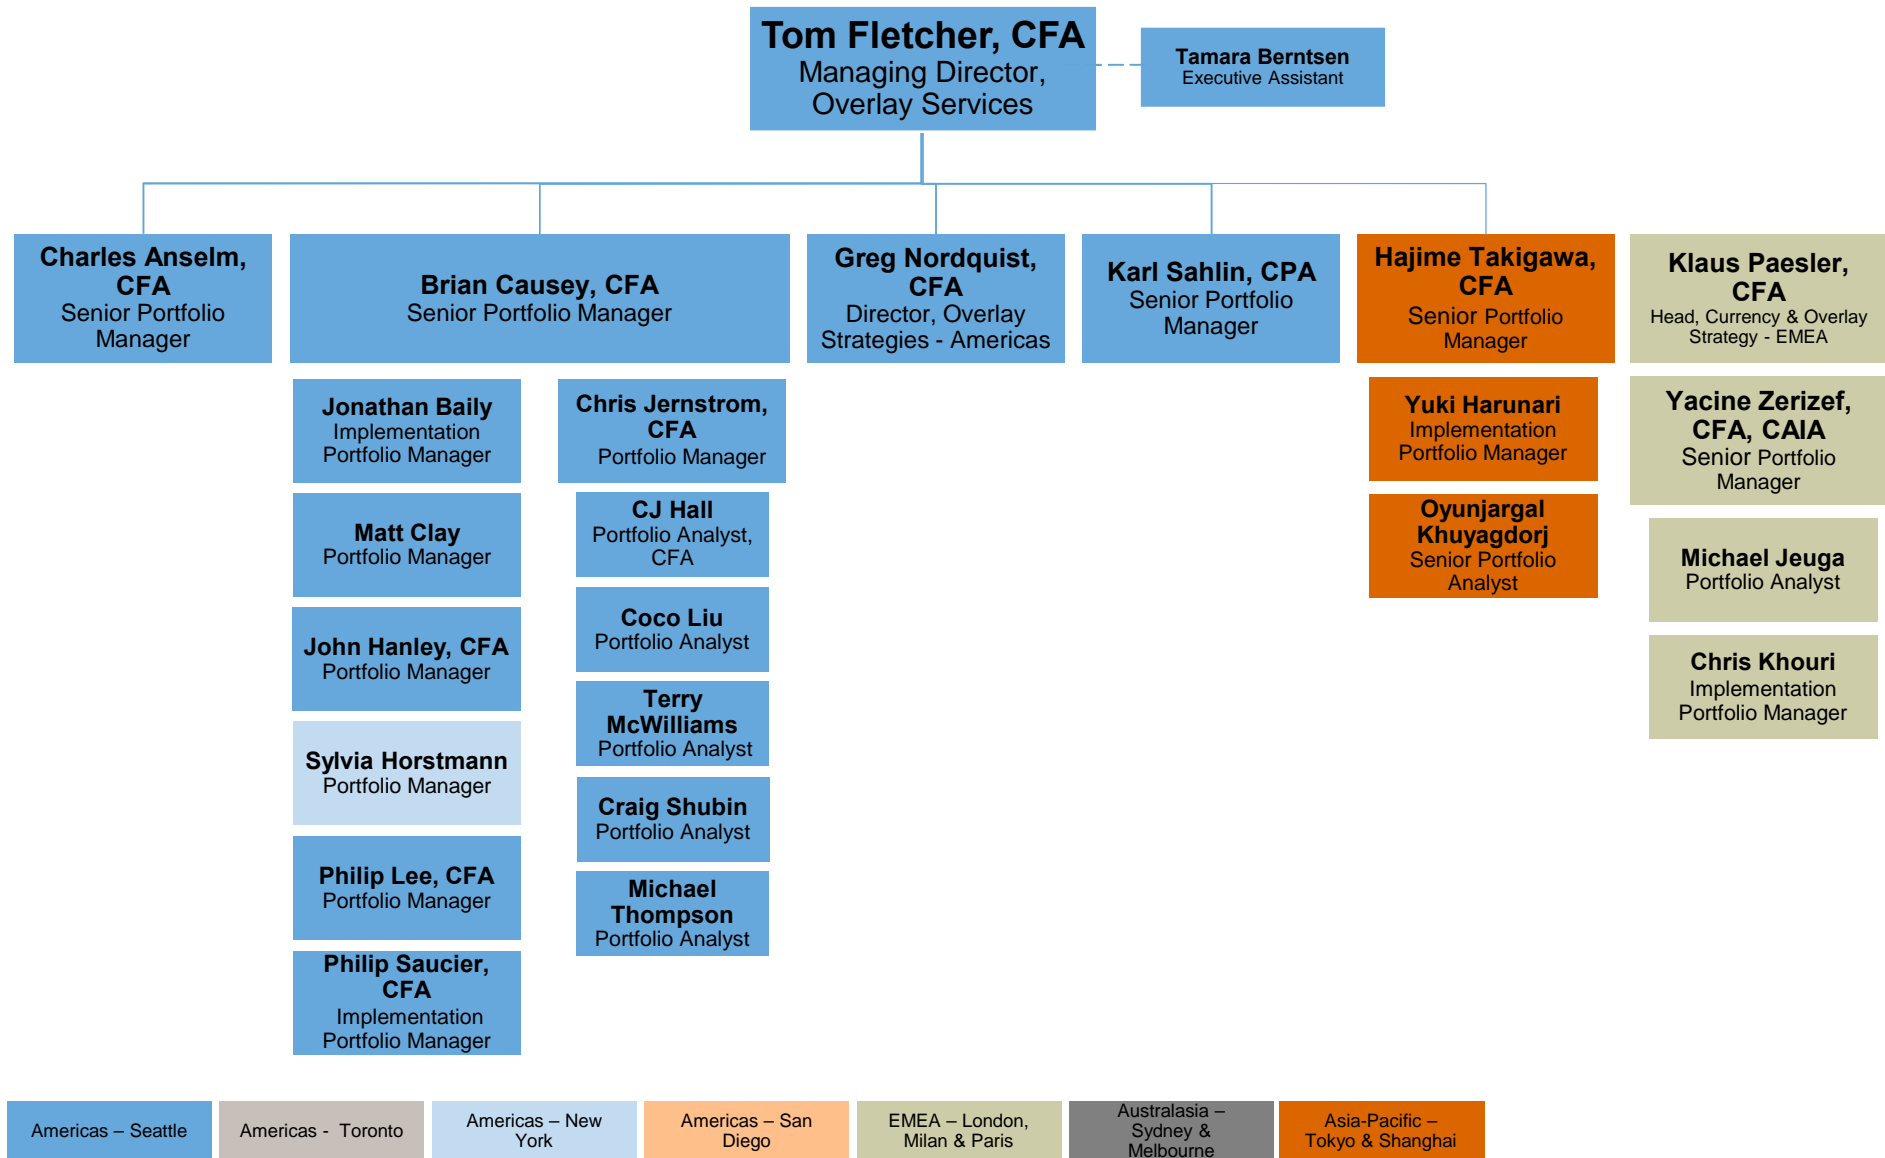 Tom Fletcher, CFA
Managing Director,
Overlay Services
Tamara Berntsen
Executive Assistant
Charles Anselm,
CFA
Senior Portfolio
Manager
Brian Causey, CFA
Senior Portfolio Manager
Greg Nordquist,
CFA
Director, Overlay
Strategies - Americas
Karl Sahlin, CPA
Senior Portfolio
Manager
Hajime Takigawa,
CFA
Senior Portfolio
Manager
Klaus Paesler,
CFA
Head, Currency & Overlay
Strategy - EMEA
Jonathan Baily
Implementation
Portfolio Manager
Matt Clay
Portfolio Manager
John Hanley, CFA
Portfolio Manager
Sylvia Horstmann
Portfolio Manager
Philip Lee, CFA
Portfolio Manager
Philip Saucier,
CFA
Implementation
Portfolio Manager
Chris Jernstrom,
CFA
Portfolio Manager
CJ Hall
Portfolio Analyst,
CFA
Coco Liu
Portfolio Analyst
Terry
McWilliams
Portfolio Analyst
Craig Shubin
Portfolio Analyst
Michael
Thompson
Portfolio Analyst
Yuki Harunari
Implementation
Portfolio Manager
Oyunjargal
Khuyagdorj
Senior Portfolio
Analyst
Yacine Zerizef,
CFA, CAIA
Senior Portfolio
Manager
Michael Jeuga
Portfolio Analyst
Chris Khouri
Implementation
Portfolio Manager
Americas – Seattle
Americas - Toronto
Americas – New
York
Americas – San
Diego
EMEA – London,
Milan & Paris
Australasia –
Sydney &
Melbourne
Asia-Pacific –
Tokyo & Shanghai